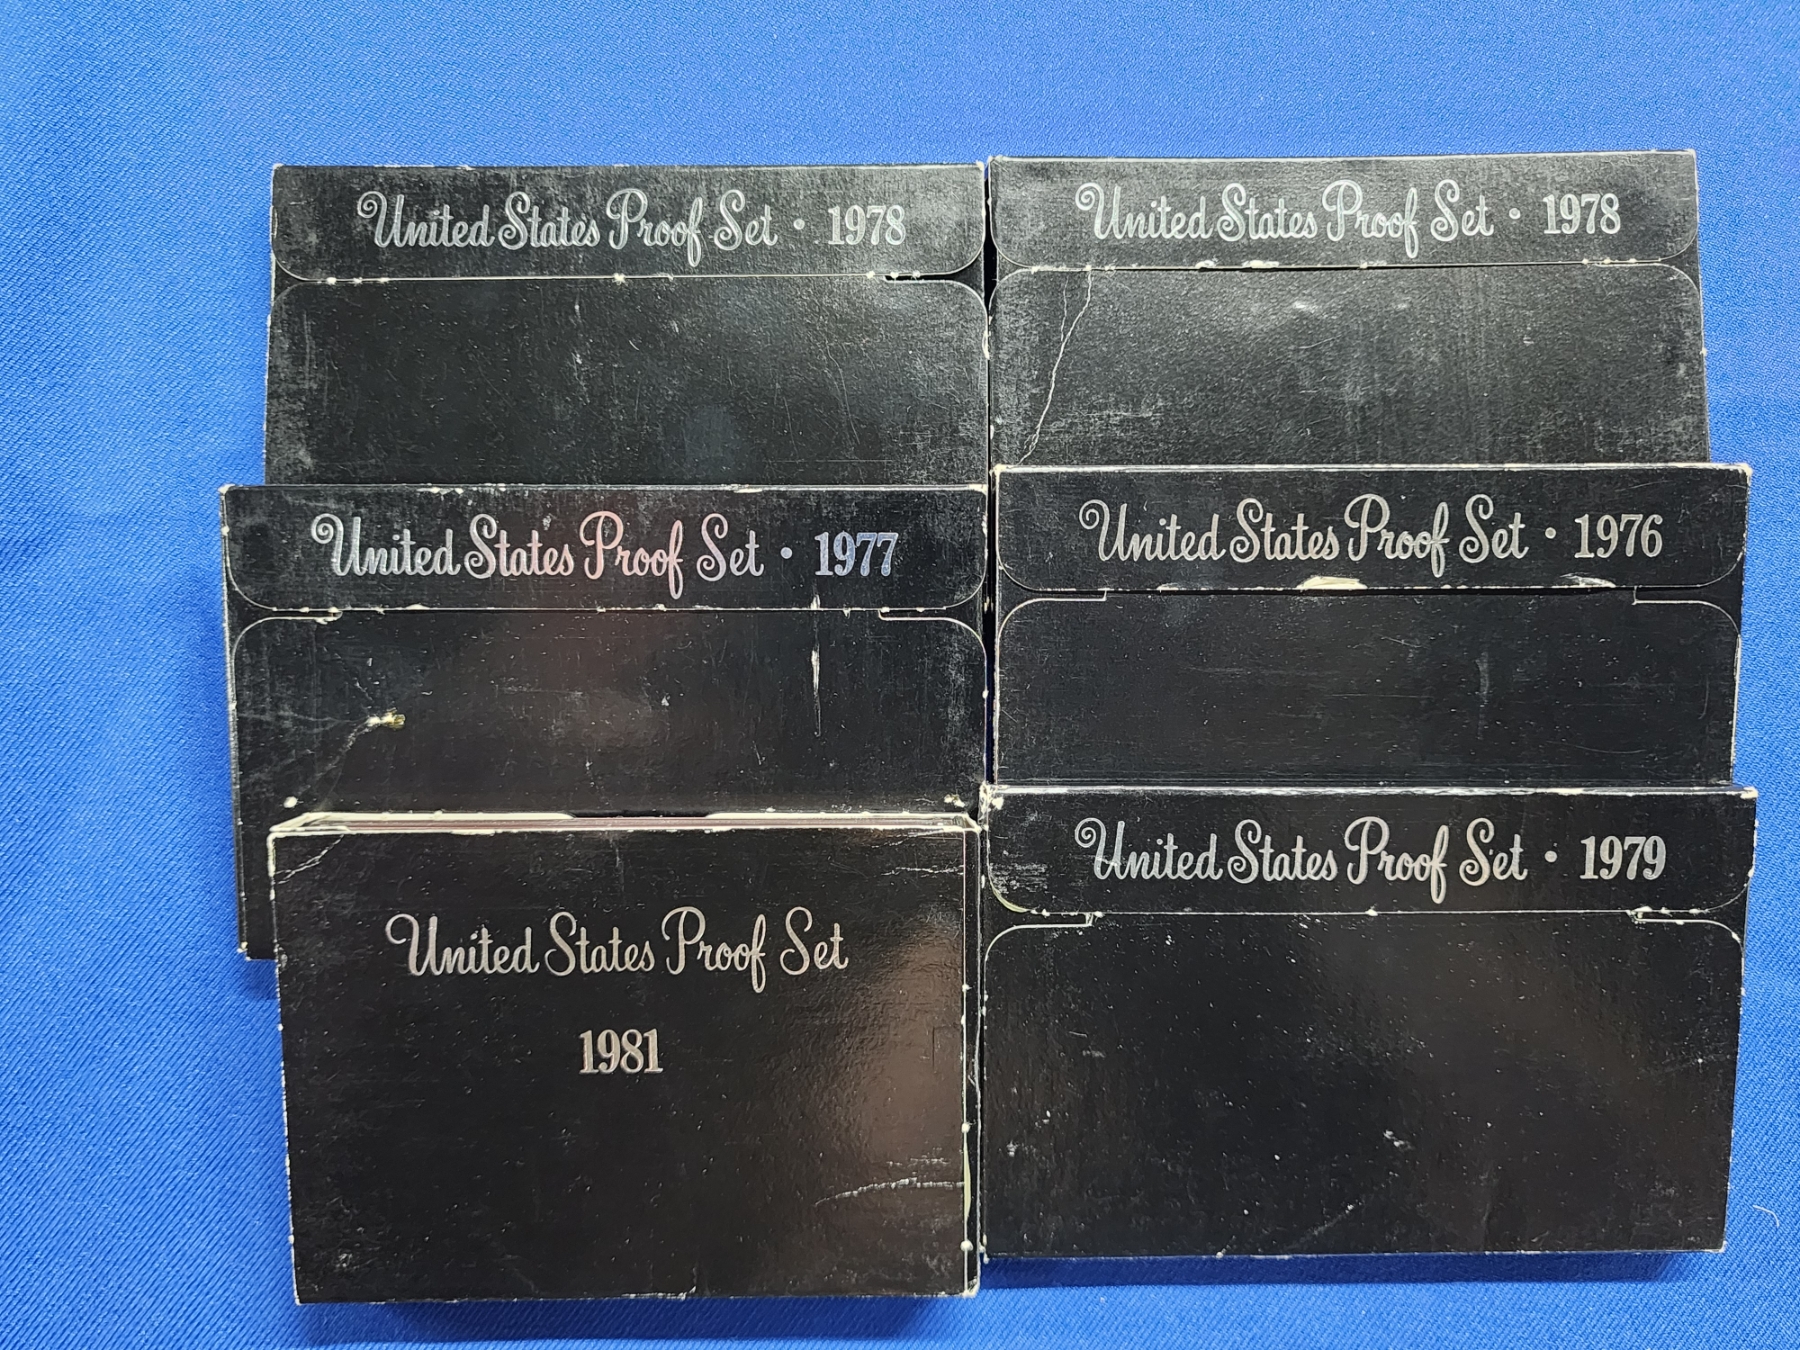 United States Proof Set • 1978
United States Proof Set • 1978
United States Proof Set • 1977
United States Proof Set • 1976
United States Proof Set
1981
United States Proof Set • 1979